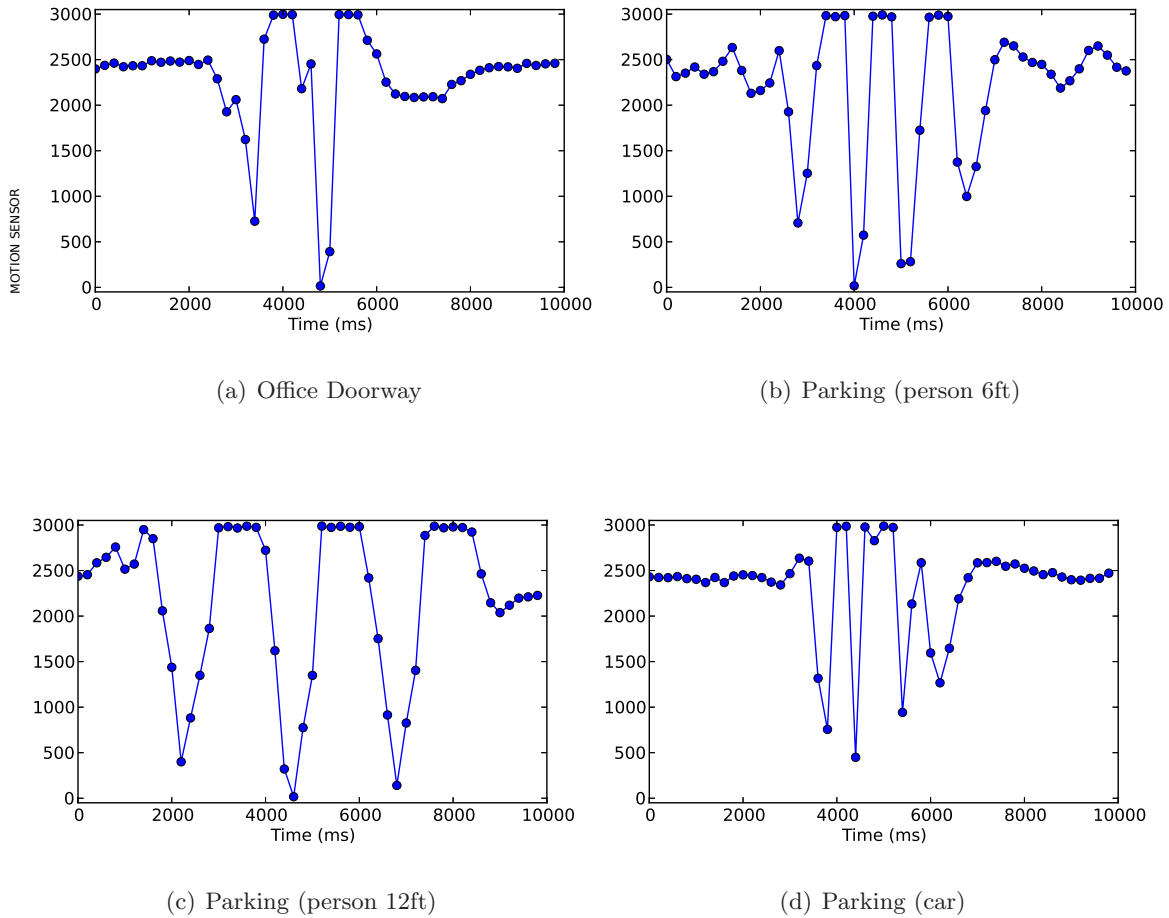 MOTION SENSOR
3000
2500
2000
1500
1000
500
0
0 2000 4000 6000 8000 10000
Time (ms)
(a) Office Doorway
3000
2500
2000
1500
1000
500
0
0 2000 4000 6000 8000 10000
Time (ms)
(b) Parking (person 6ft)
3000
2500
2000
1500
1000
500
0
0 2000 4000 6000 8000 10000
Time (ms)
(c) Parking (person 12ft)
3000
2500
2000
1500
1000
500
0
0 2000 4000 6000 8000 10000
Time (ms)
(d) Parking (car)